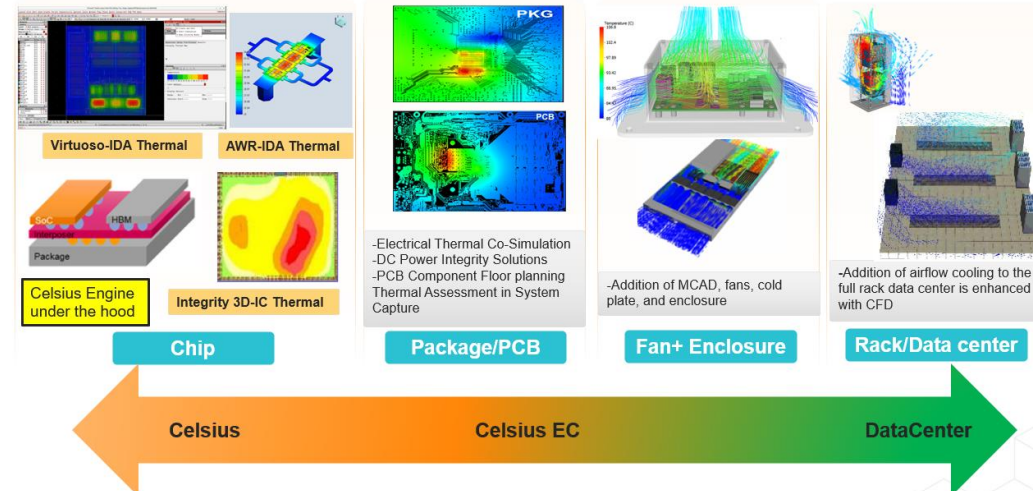 Virtuoso-IDA Thermal
AWR-IDA Thermal
SoC
HBM
Interposer
Package
Celsius Engine
under the hood
Integrity 3D-IC Thermal
Chip
PKG
PCB
-Electrical Thermal Co-Simulation
-DC Power Integrity Solutions
-PCB Component Floor planning
Thermal Assessment in System
Capture
Package/PCB
Temperature (C)
-Addition of MCAD, fans, cold
plate, and enclosure
Fan+ Enclosure
-Addition of airflow cooling to the
full rack data center is enhanced
with CFD
Rack/Data center
Celsius
Celsius EC
DataCenter